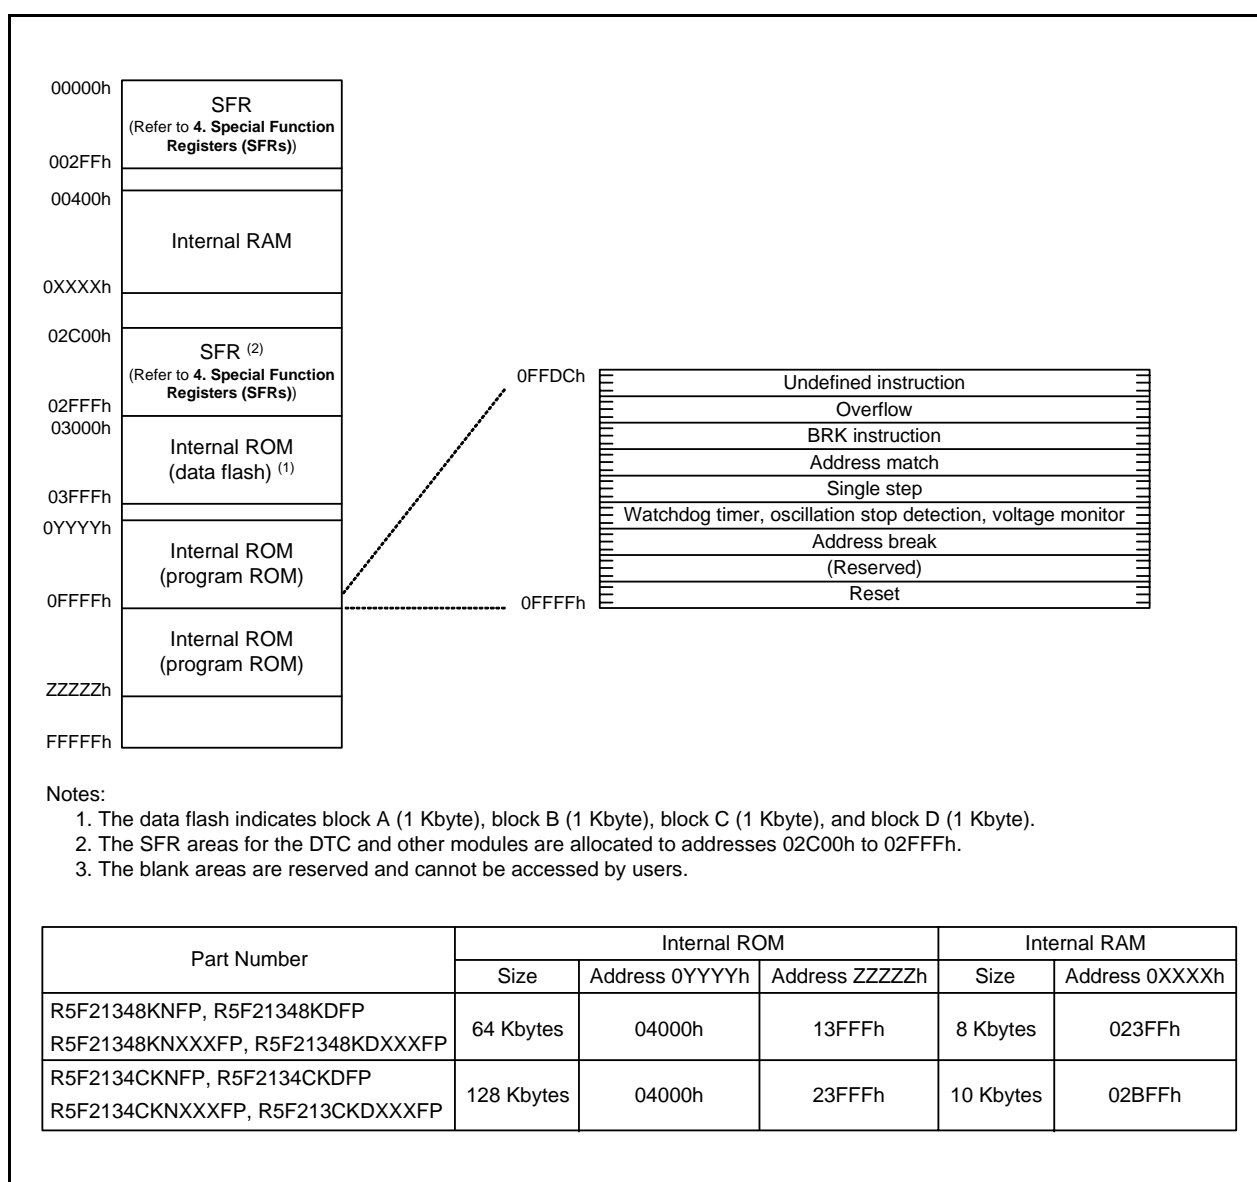 00000h
SFR
(Refer to 4. Special Function
Registers (SFRs))
002FFh
00400h
Internal RAM
0XXXXh
02C00h
SFR (2)
(Refer to 4. Special Function
Registers (SFRs))
02FFFh
03000h
Internal ROM
(data flash) (1)
03FFFh
0YYYYh
Internal ROM
(program ROM)
0FFFFh
Internal ROM
(program ROM)
ZZZZZh
FFFFFh
0FFDCh
Undefined instruction
Overflow
BRK instruction
Address match
Single step
Watchdog timer, oscillation stop detection, voltage monitor
Address break
(Reserved)
0FFFFh
Reset
Notes:
1. The data flash indicates block A (1 Kbyte), block B (1 Kbyte), block C (1 Kbyte), and block D (1 Kbyte).
2. The SFR areas for the DTC and other modules are allocated to addresses 02C00h to 02FFFh.
3. The blank areas are reserved and cannot be accessed by users.
Part Number Internal ROM Internal RAM
Size Address 0YYYYh Address ZZZZZh Size Address 0XXXXh
R5F21348KNFP, R5F21348KDFP
R5F21348KNXXXFP, R5F21348KDXXXFP
64 Kbytes 04000h 13FFFh 8 Kbytes 023FFh
R5F2134CKNFP, R5F2134CKDFP
R5F2134CKNXXXFP, R5F213CKDXXXFP
128 Kbytes 04000h 23FFFh 10 Kbytes 02BFFh